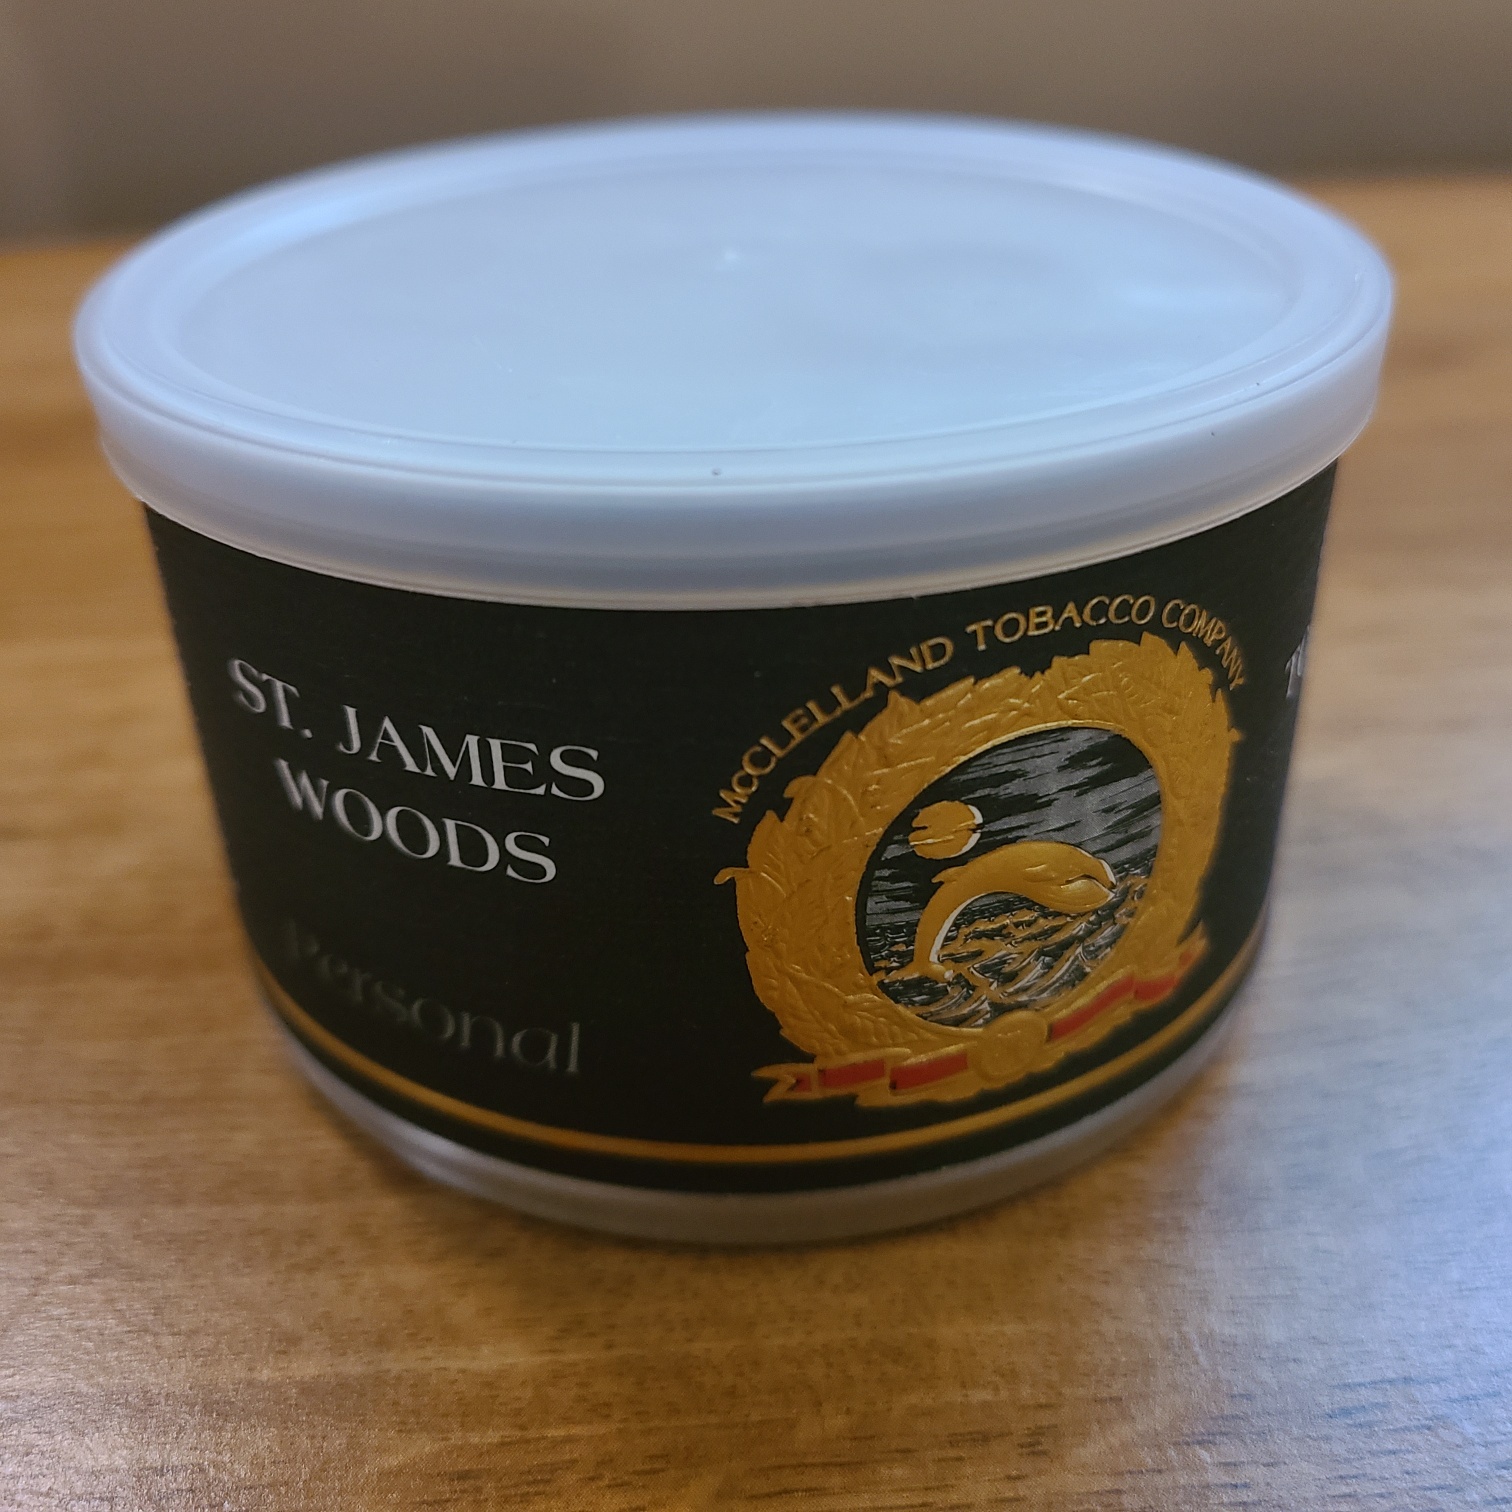 ST. JAMES
WOODS
Personal
McCLELLAND TOBACCO COMPANY